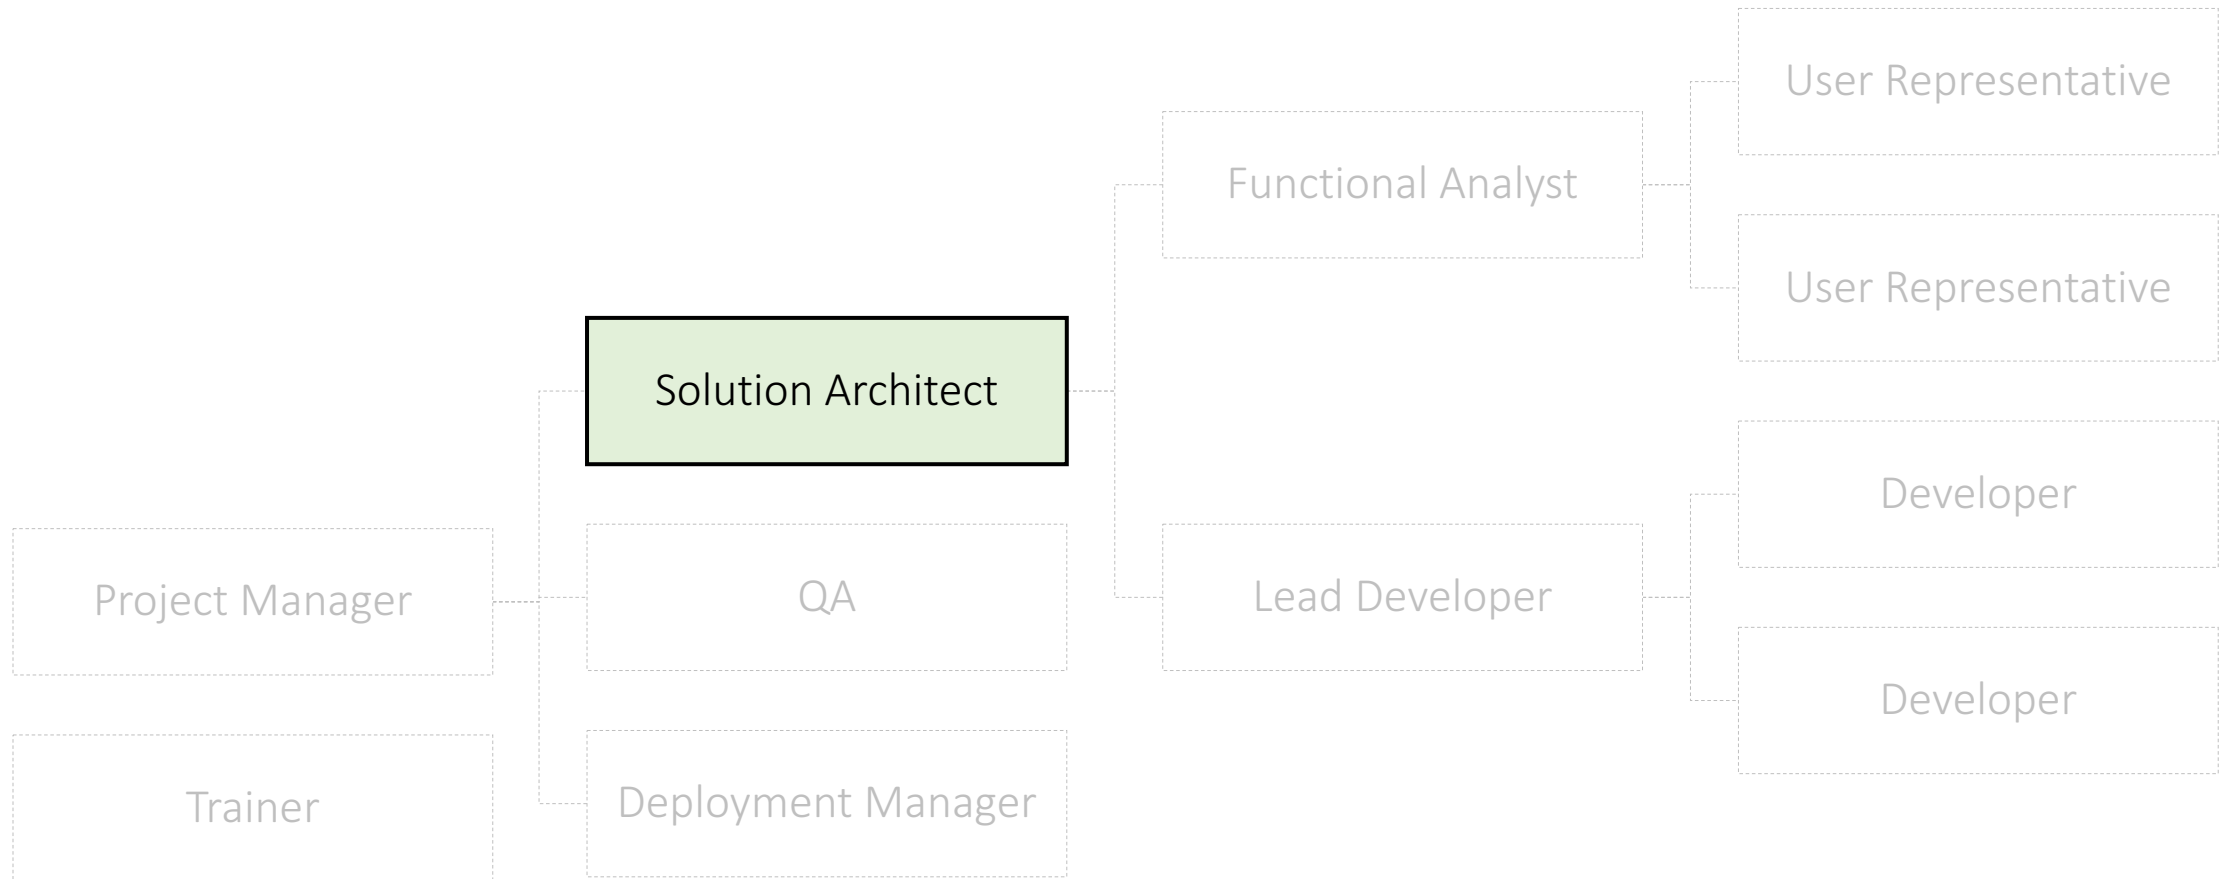 User Representative
Functional Analyst
User Representative
Solution Architect
Developer
Project Manager
QA
Lead Developer
Developer
Trainer
Deployment Manager